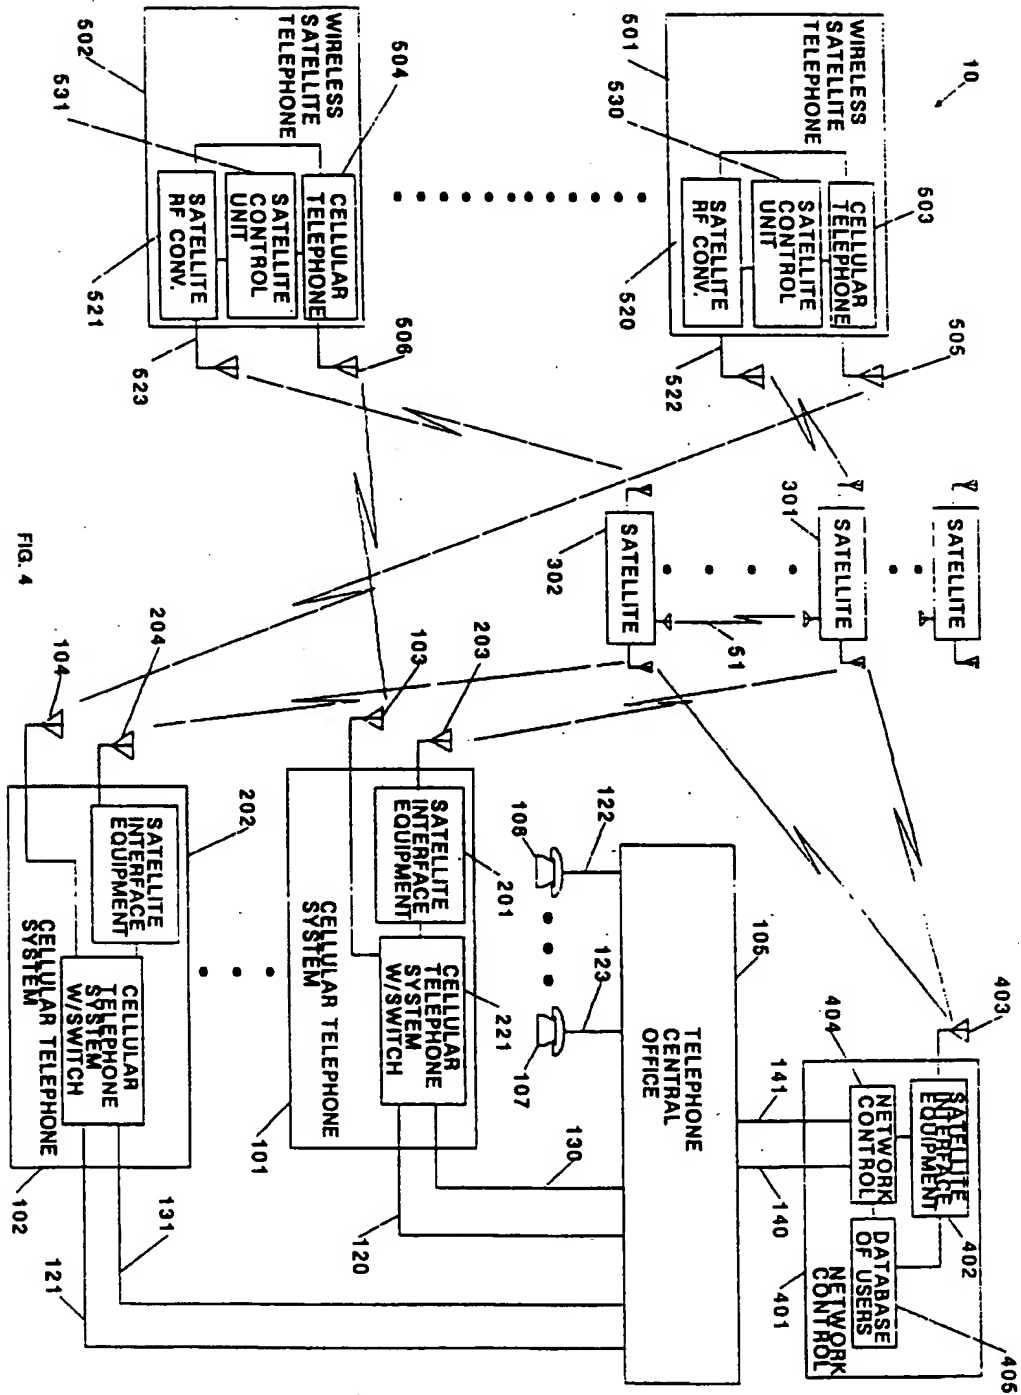 10
501
WIRELESS
SATELLITE
TELEPHONE
530
503
CELLULAR
TELEPHONE
SATELLITE
CONTROL
UNIT
SATELLITE
RF CONV.
520
505
522
502
WIRELESS
SATELLITE
TELEPHONE
531
504
CELLULAR
TELEPHONE
SATELLITE
CONTROL
UNIT
SATELLITE
RF CONV.
521
506
523
SATELLITE
301
SATELLITE
302
SATELLITE
51
403
404
SATELLITE
INTERFACE
EQUIPMENT
402
NETWORK
CONTROL
DATABASE
OF USERS
405
NETWORK
CONTROL
401
141
140
105
TELEPHONE
CENTRAL
OFFICE
122
108
123
107
203
103
SATELLITE
INTERFACE
EQUIPMENT
201
CELLULAR
TELEPHONE
SYSTEM
W/SWITCH
221
CELLULAR TELEPHONE
SYSTEM
101
130
120
204
104
202
SATELLITE
INTERFACE
EQUIPMENT
CELLULAR
TELEPHONE
SYSTEM
W/SWITCH
CELLULAR TELEPHONE
SYSTEM
102
131
121
FIG. 4